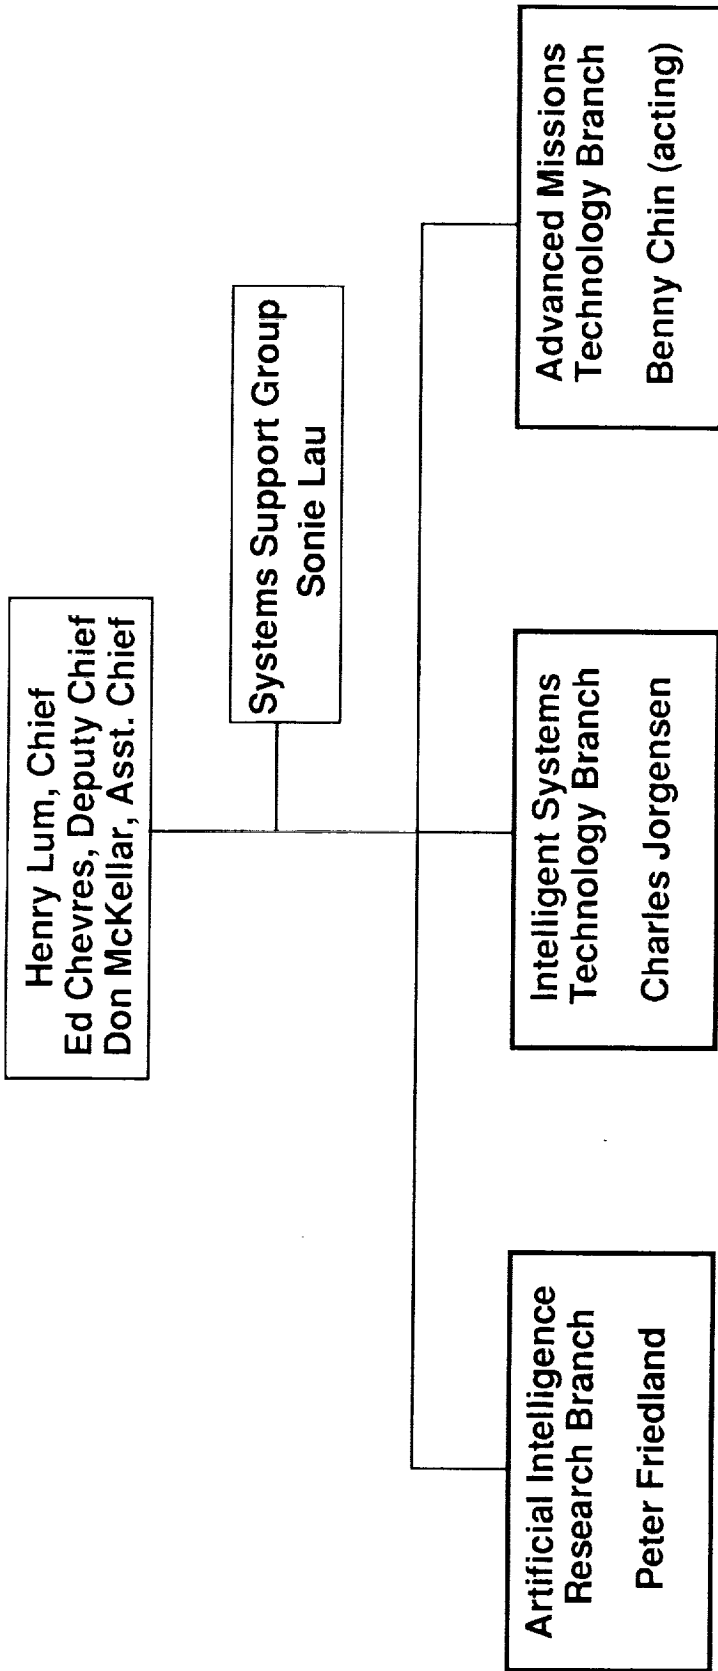 Henry Lum, Chief
Ed Chevres, Deputy Chief
Don McKellar, Asst. Chief
Systems Support Group
Sonie Lau
Artificial Intelligence
Research Branch
Peter Friedland
Intelligent Systems
Technology Branch
Charles Jorgensen
Advanced Missions
Technology Branch
Benny Chin (acting)